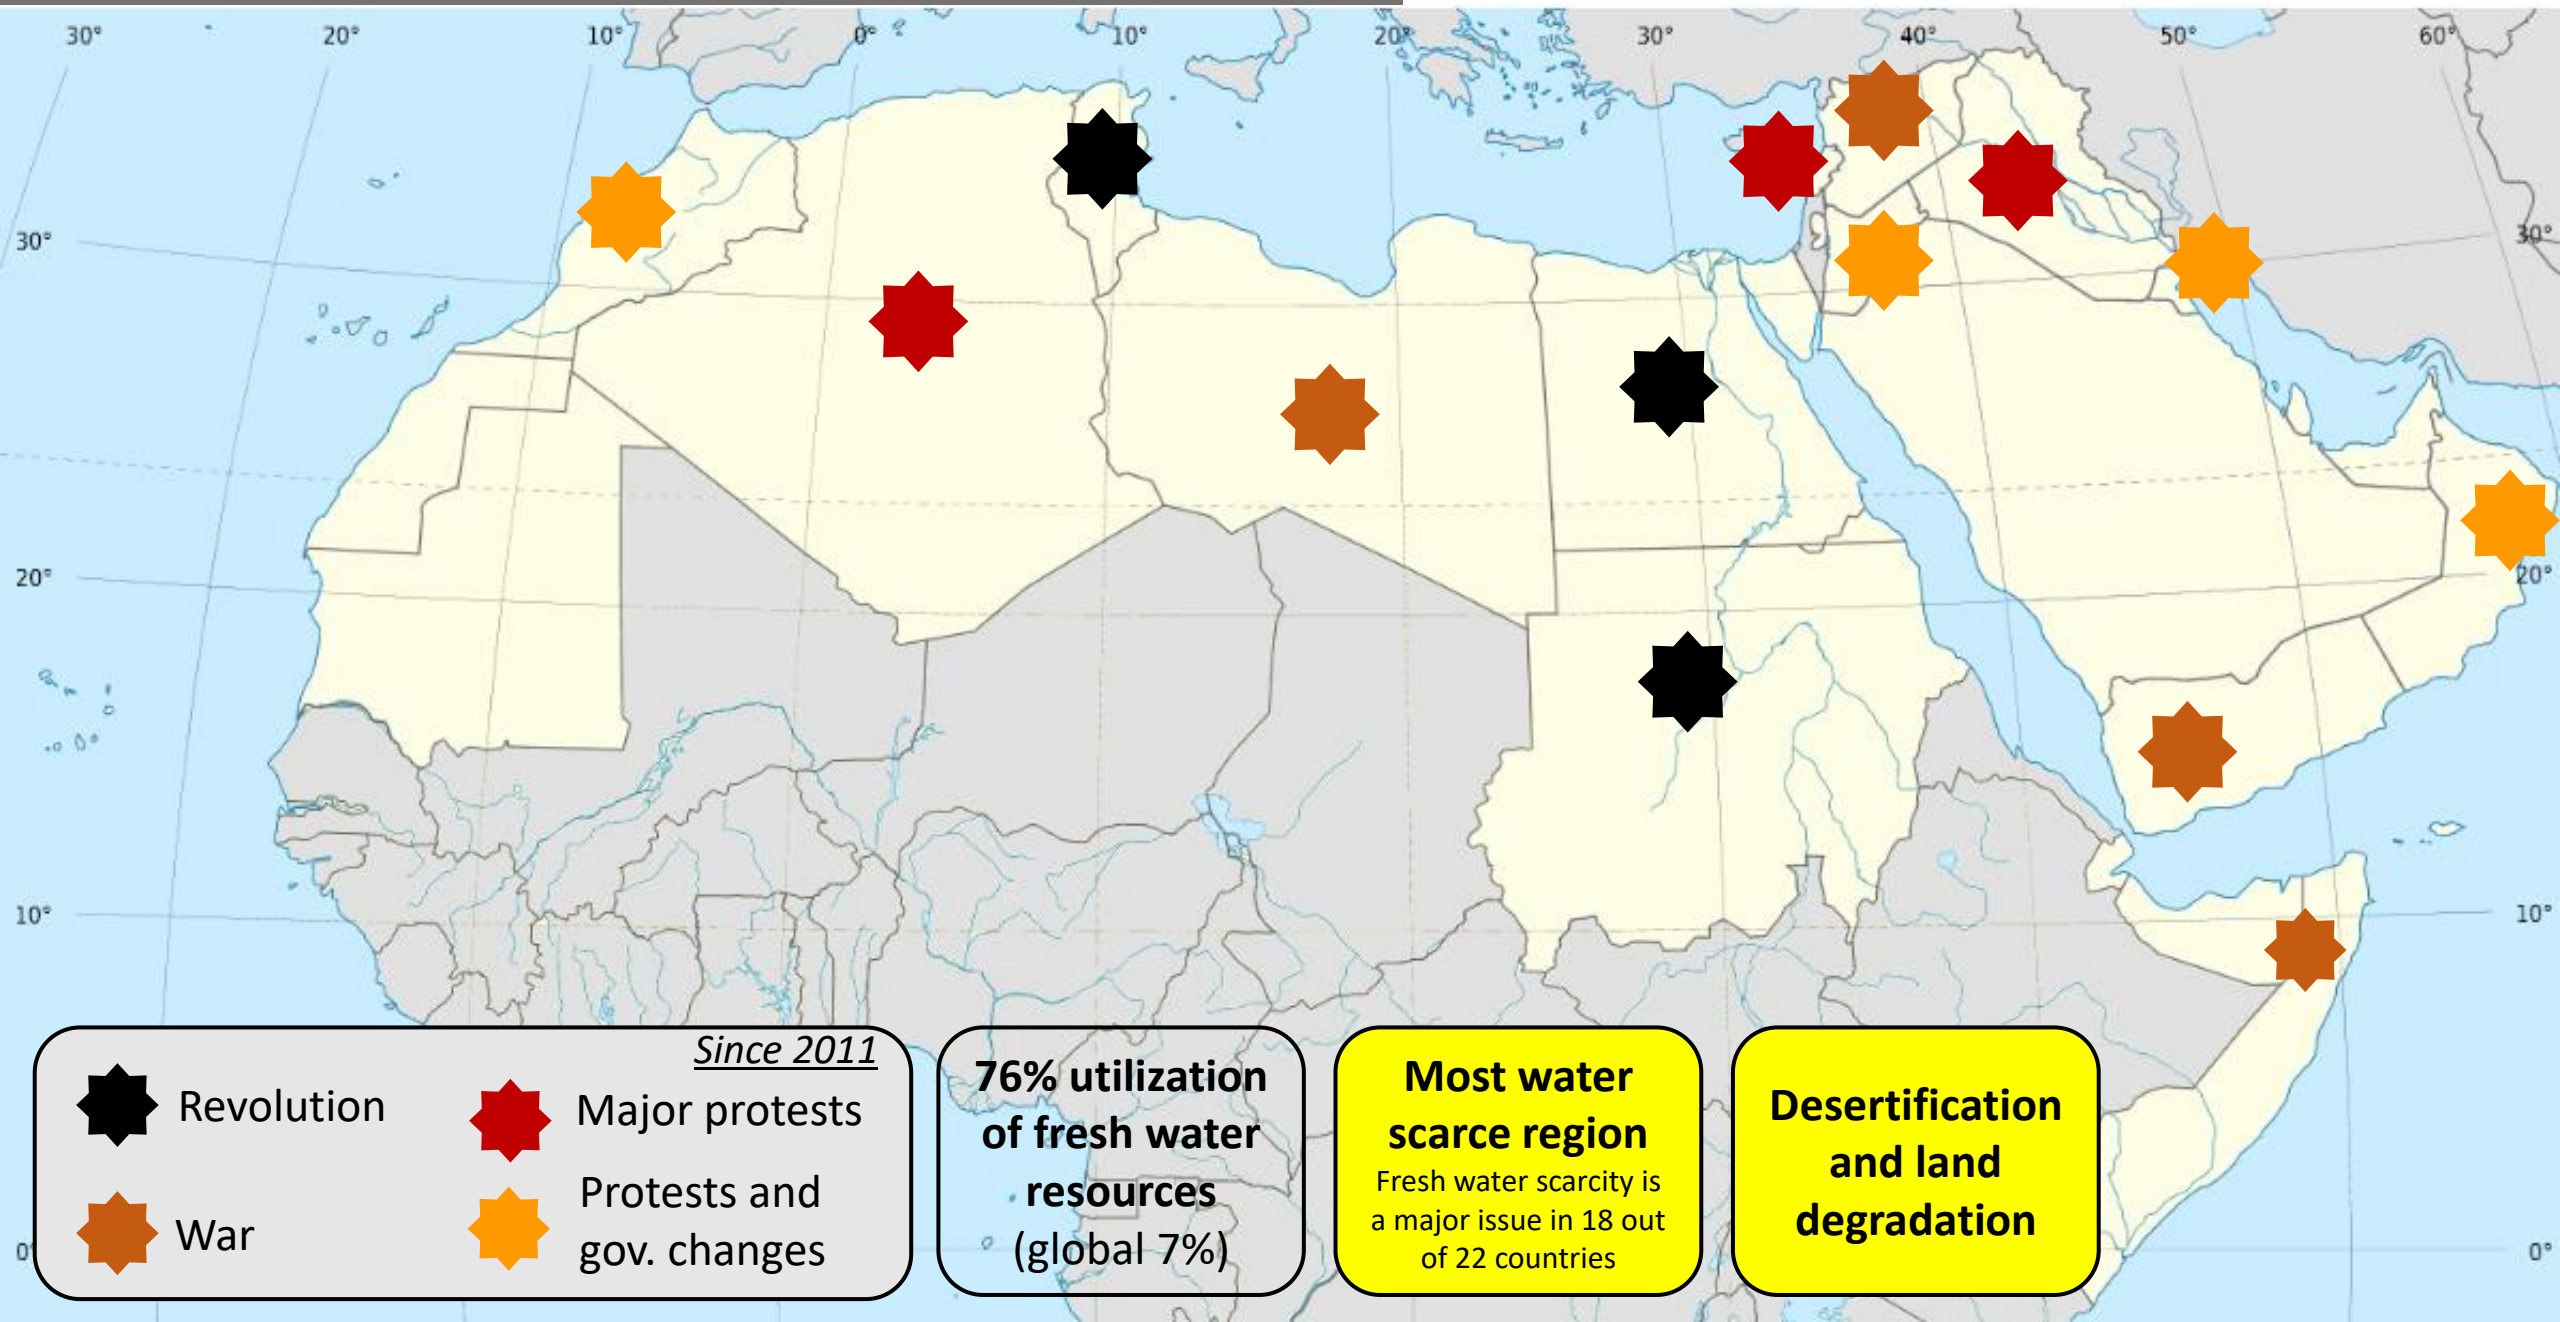 30° 20° 10° 0° 10° 20° 30° 40° 50° 60°
30° 30°
20° 20°
10° 10°
0° 0°
Since 2011
Revolution
Major protests
War
Protests and
gov. changes
76% utilization
of fresh water
resources
(global 7%)
Most water
scarce region
Fresh water scarcity is
a major issue in 18 out
of 22 countries
Desertification
and land
degradation